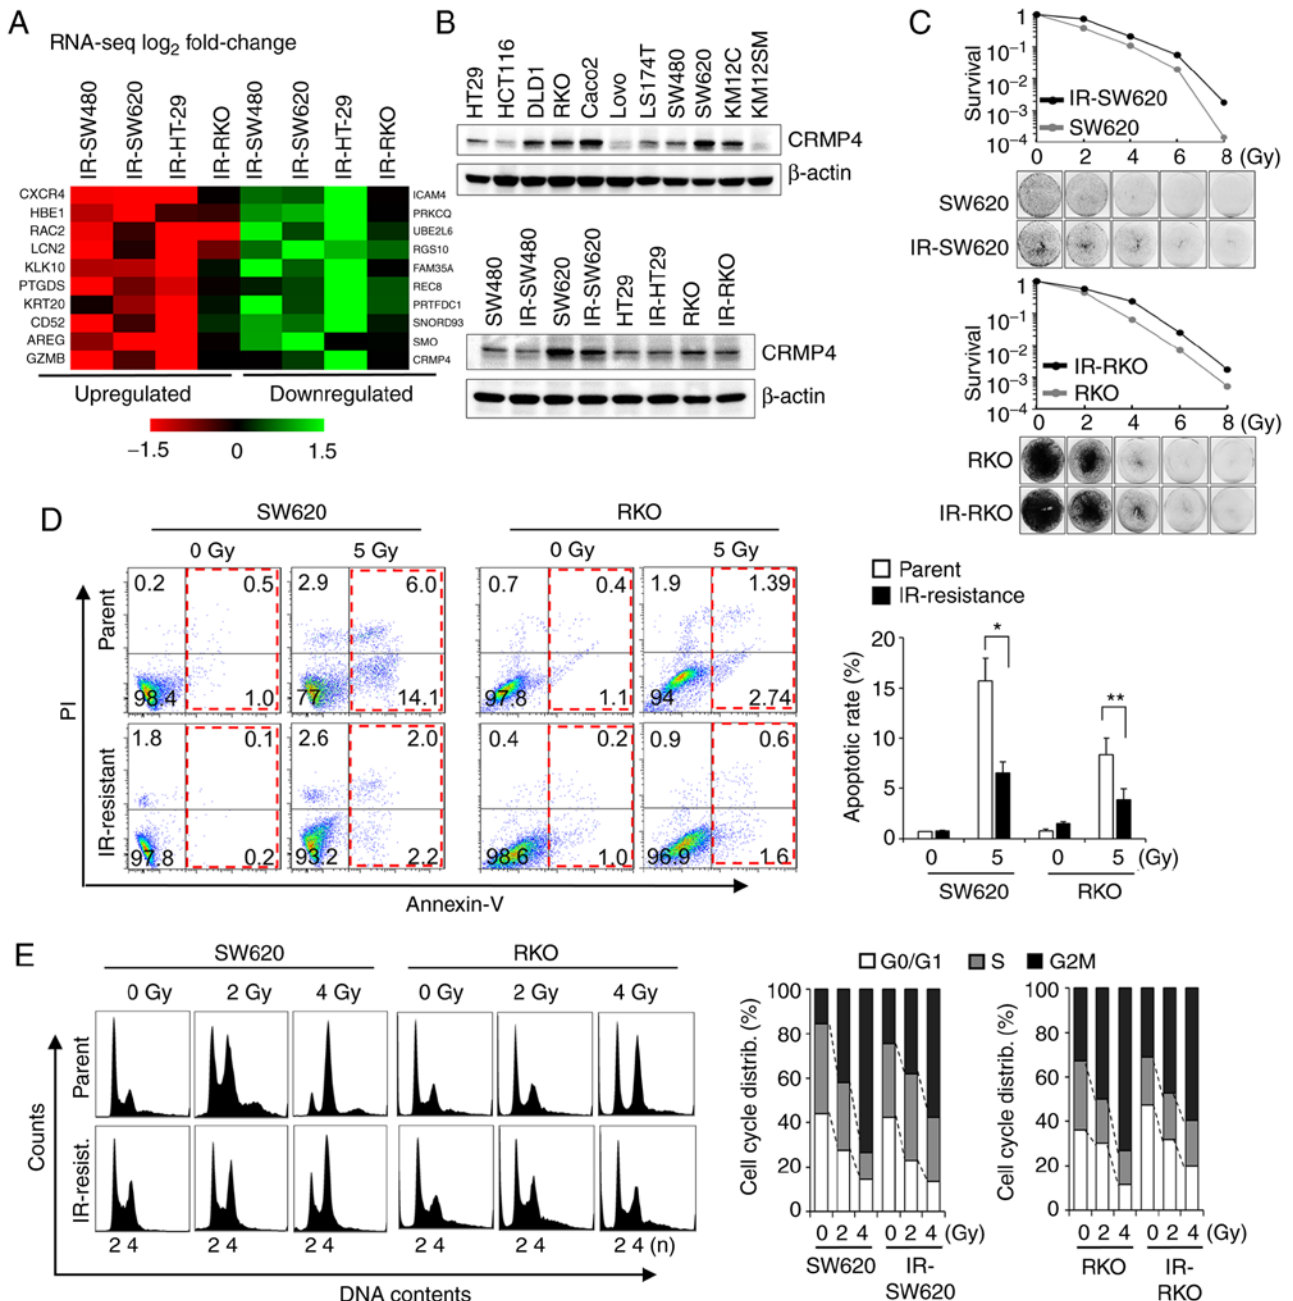 A
RNA-seq log2 fold-change
IR-SW480
IR-SW620
IR-HT-29
IR-RKO
IR-SW480
IR-SW620
IR-HT-29
IR-RKO
CXCR4 ICAM4
HBE1 PRKCQ
RAC2 UBE2L6
LCN2 RGS10
KLK10 FAM35A
PTGDS REC8
KRT20 PRTFDC1
CD52 SNORD93
AREG SMO
GZMB CRMP4
Upregulated Downregulated
−1.5 0 1.5
B
HT29
HCT116
DLD1
RKO
Caco2
Lovo
LS174T
SW480
SW620
KM12C
KM12SM
CRMP4
β-actin
SW480
IR-SW480
SW620
IR-SW620
HT29
IR-HT29
RKO
IR-RKO
CRMP4
β-actin
C
Survival
1
10−1
10−2
10−3
10−4
IR-SW620
SW620
0 2 4 6 8 (Gy)
SW620
IR-SW620
Survival
1
10−1
10−2
10−3
10−4
IR-RKO
RKO
0 2 4 6 8 (Gy)
RKO
IR-RKO
D
SW620 RKO
0 Gy 5 Gy 0 Gy 5 Gy
Parent
0.2 0.5 2.9 6.0 0.7 0.4 1.9 1.39
98.4 1.0 77 14.1 97.8 1.1 94 2.74
IR-resistant
1.8 0.1 2.6 2.0 0.4 0.2 0.9 0.6
97.8 0.2 93.2 2.2 98.6 1.0 96.9 1.6
PI
Annexin-V
Parent
IR-resistance
Apoptotic rate (%)
20
15
10
5
0
*
**
0 5 0 5 (Gy)
SW620 RKO
E
SW620 RKO
0 Gy 2 Gy 4 Gy 0 Gy 2 Gy 4 Gy
Parent
IR-resist.
Counts
2 4 2 4 2 4 2 4 2 4 2 4 (n)
DNA contents
G0/G1 S G2M
Cell cycle distrib. (%)
100
80
60
40
20
0
0 2 4 0 2 4 (Gy)
SW620 IR-
SW620
Cell cycle distrib. (%)
100
80
60
40
20
0
0 2 4 0 2 4 (Gy)
RKO IR-
RKO